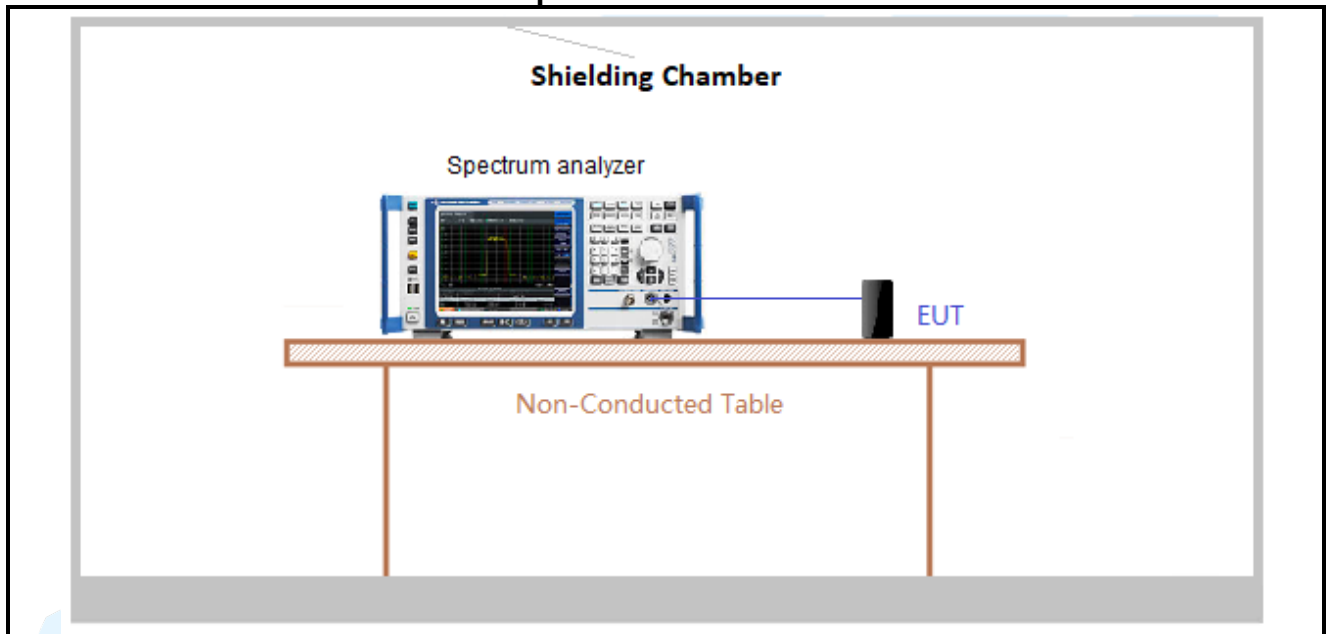 Shielding Chamber
Spectrum analyzer
EUT
Non-Conducted Table